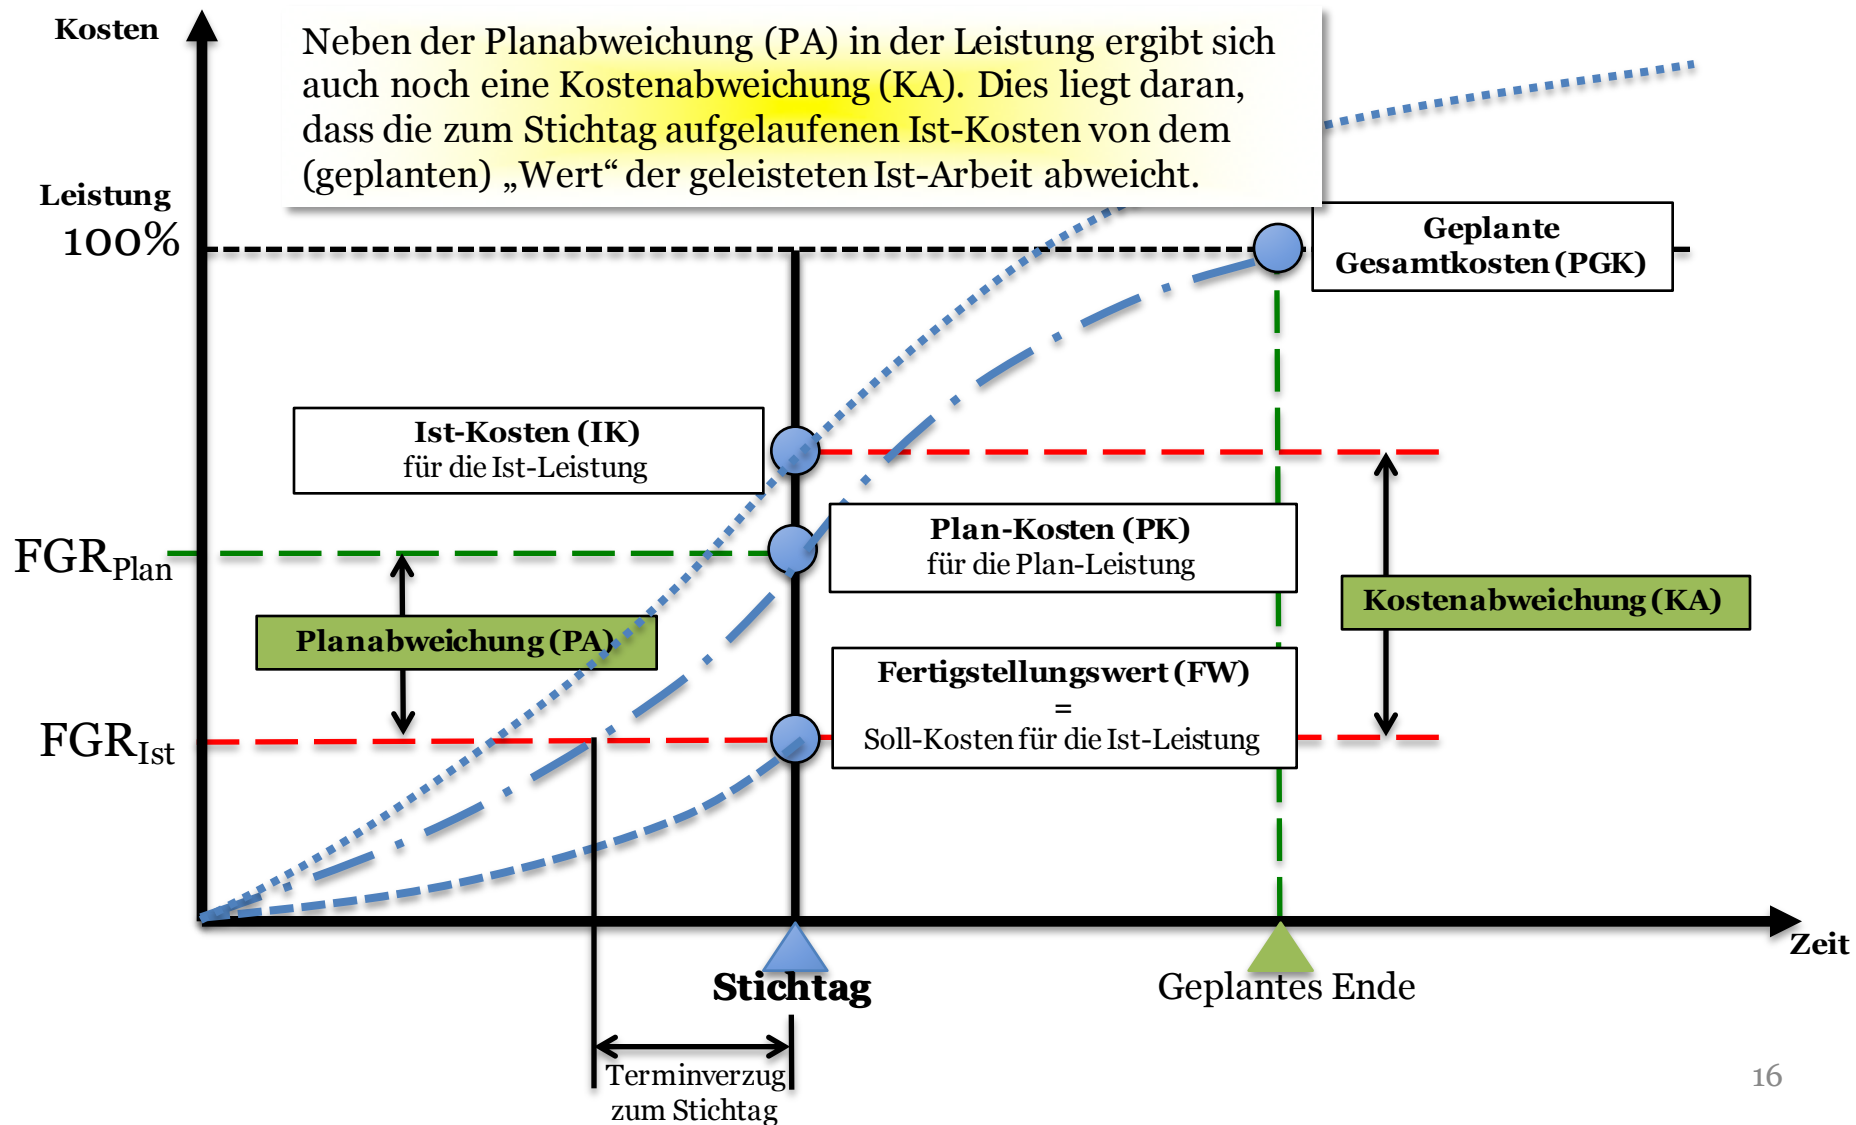 Kosten
Neben der Planabweichung (PA) in der Leistung ergibt sich
auch noch eine Kostenabweichung (KA). Dies liegt daran,
dass die zum Stichtag aufgelaufenen Ist-Kosten von dem
(geplanten) „Wert“ der geleisteten Ist-Arbeit abweicht.
Leistung
100%
Geplante
Gesamtkosten (PGK)
Ist-Kosten (IK)
für die Ist-Leistung
Plan-Kosten (PK)
für die Plan-Leistung
FGRPlan
Kostenabweichung (KA)
Planabweichung (PA)
Fertigstellungswert (FW)
=
Soll-Kosten für die Ist-Leistung
FGRIst
Zeit
Stichtag
Geplantes Ende
Terminverzug
zum Stichtag
16